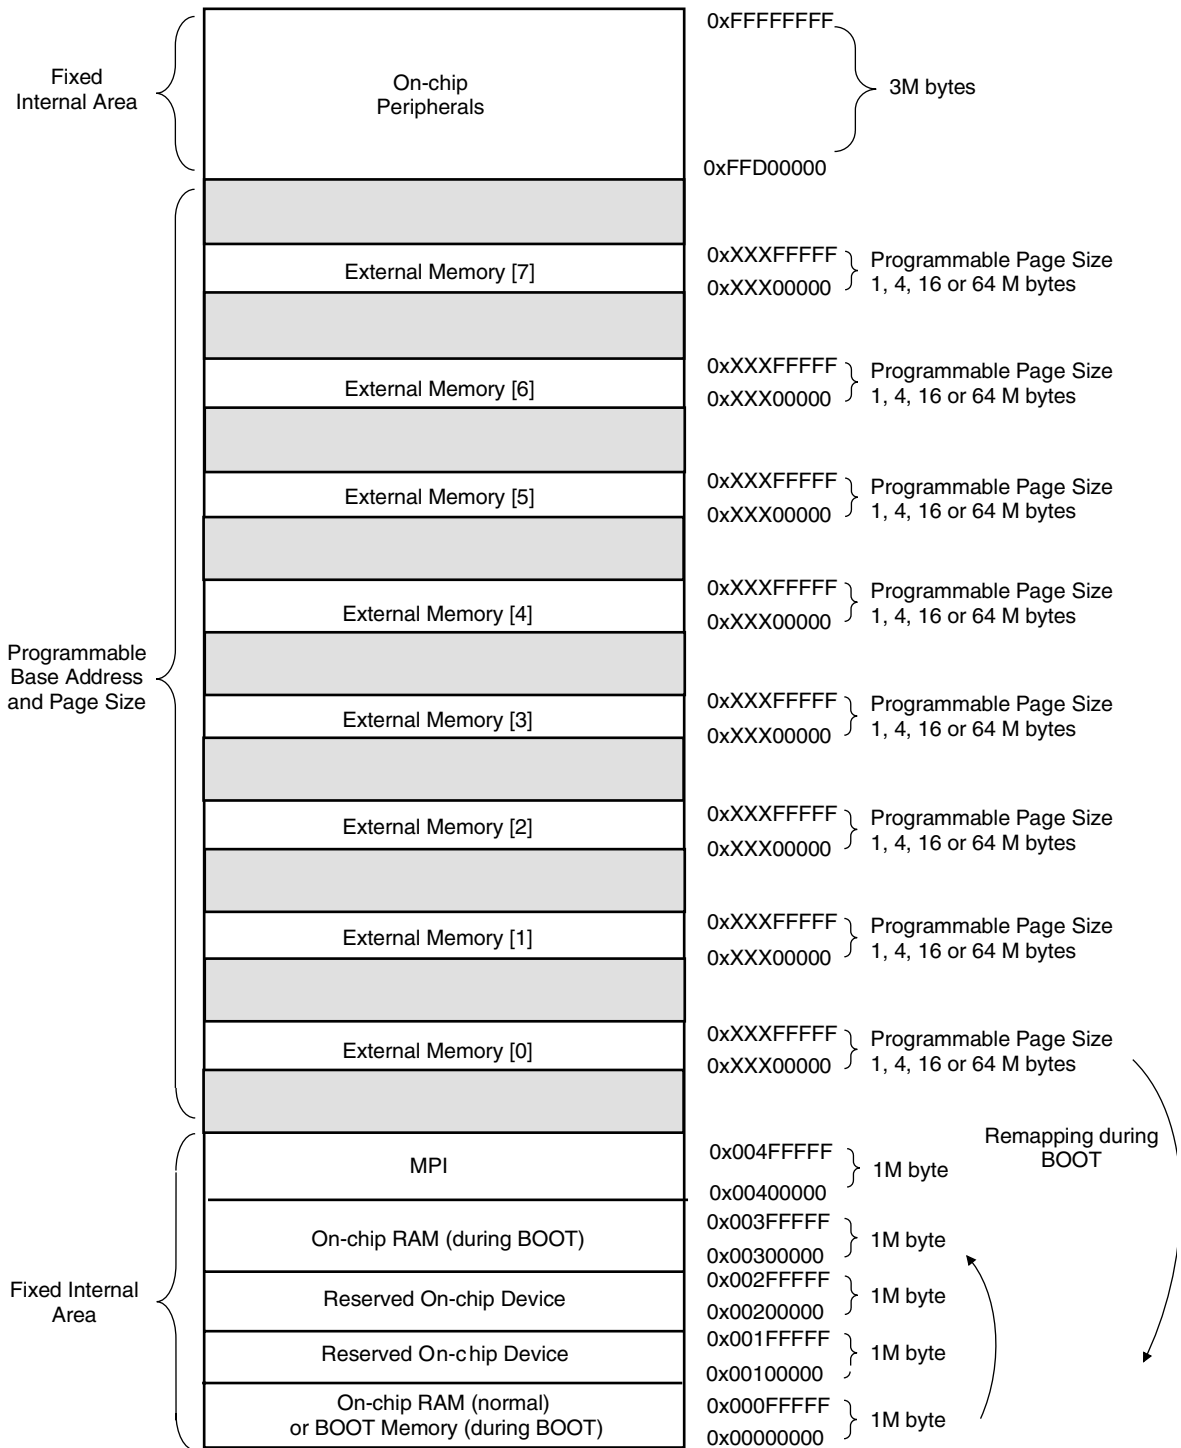 0xFFFFFFFF
Fixed
Internal Area
On-chip
Peripherals
3M bytes
0xFFD00000
External Memory [7]
0xXXXFFFFF
0xXXX00000
Programmable Page Size
1, 4, 16 or 64 M bytes
External Memory [6]
0xXXXFFFFF
0xXXX00000
Programmable Page Size
1, 4, 16 or 64 M bytes
External Memory [5]
0xXXXFFFFF
0xXXX00000
Programmable Page Size
1, 4, 16 or 64 M bytes
External Memory [4]
0xXXXFFFFF
0xXXX00000
Programmable Page Size
1, 4, 16 or 64 M bytes
Programmable
Base Address
and Page Size
External Memory [3]
0xXXXFFFFF
0xXXX00000
Programmable Page Size
1, 4, 16 or 64 M bytes
External Memory [2]
0xXXXFFFFF
0xXXX00000
Programmable Page Size
1, 4, 16 or 64 M bytes
External Memory [1]
0xXXXFFFFF
0xXXX00000
Programmable Page Size
1, 4, 16 or 64 M bytes
External Memory [0]
0xXXXFFFFF
0xXXX00000
Programmable Page Size
1, 4, 16 or 64 M bytes
Remapping during
BOOT
MPI
0x004FFFFF
0x00400000
1M byte
On-chip RAM (during BOOT)
0x003FFFFF
0x00300000
1M byte
Fixed Internal
Area
Reserved On-chip Device
0x002FFFFF
0x00200000
1M byte
Reserved On-chip Device
0x001FFFFF
0x00100000
1M byte
On-chip RAM (normal)
or BOOT Memory (during BOOT)
0x000FFFFF
0x00000000
1M byte